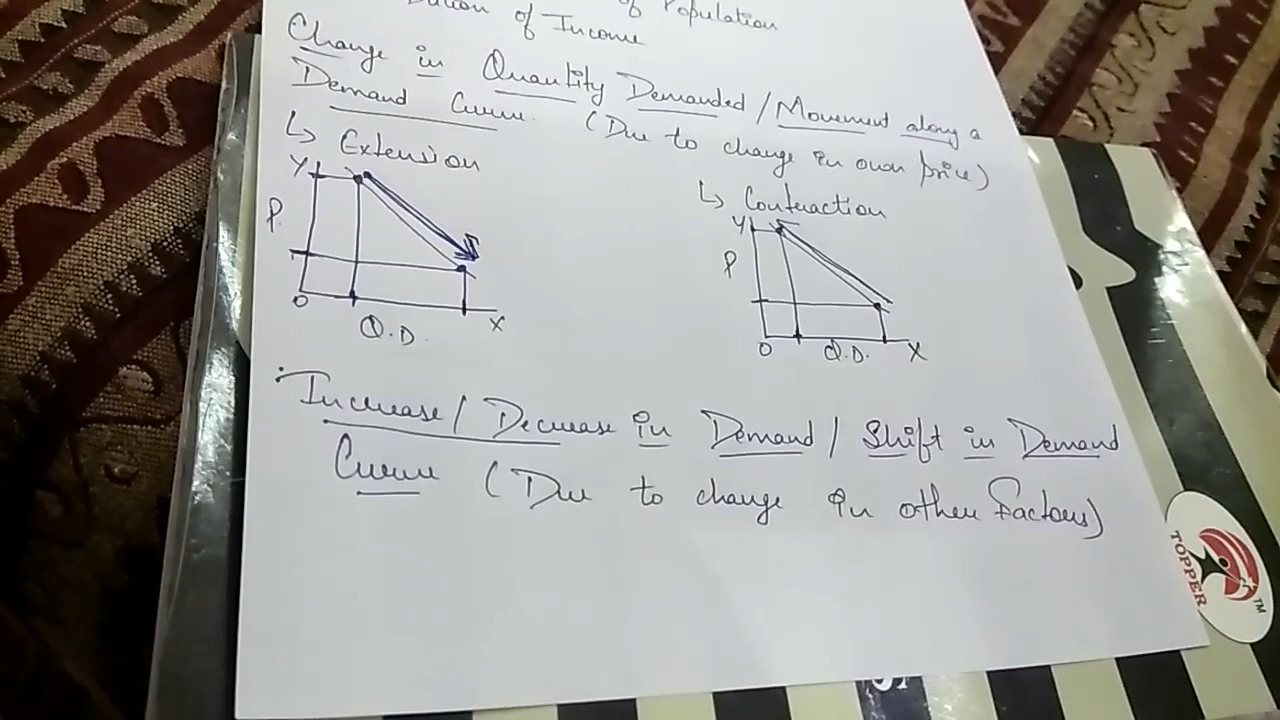 of Population
of Income
Change in Quantity Demanded / Movement along a
Demand Curve. (Due to change in own price)
↳ Extension
Y
P.
O
Q.D.
X
↳ Contraction
Y
P
O
Q.D.
X
Increase / Decrease in Demand / Shift in Demand
Curve (Due to change in other Factors)
TOPPER
TM